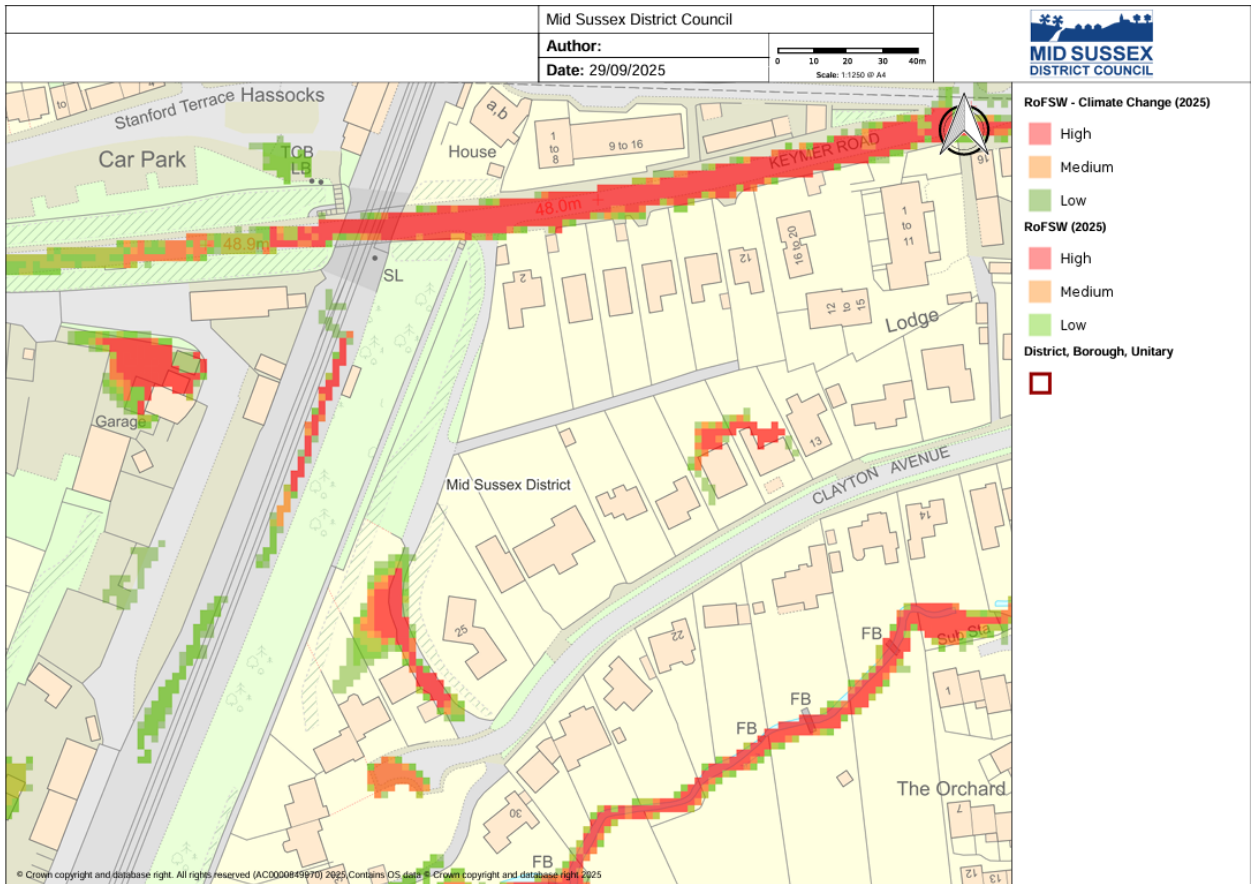 Mid Sussex District Council
Author:
Date: 29/09/2025
0 10 20 30 40m
Scale: 1:1250 @ A4
MID SUSSEX
DISTRICT COUNCIL
RoFSW - Climate Change (2025)
High
Medium
Low
RoFSW (2025)
High
Medium
Low
District, Borough, Unitary
to
Stanford Terrace
Hassocks
Car Park
TCB
LB
a,b
House
1
to
8
9 to 16
KEYMER ROAD
16
48.0m
48.9m
SL
2
12
16 to 20
1
to
11
12
to
15
Lodge
Garage
13
Mid Sussex District
CLAYTON AVENUE
14
25
22
FB
Sub Sta
FB
FB
1
The Orchard
7
30
FB
12
13
© Crown copyright and database right. All rights reserved (AC0000849970) 2025 Contains OS data © Crown copyright and database right 2025